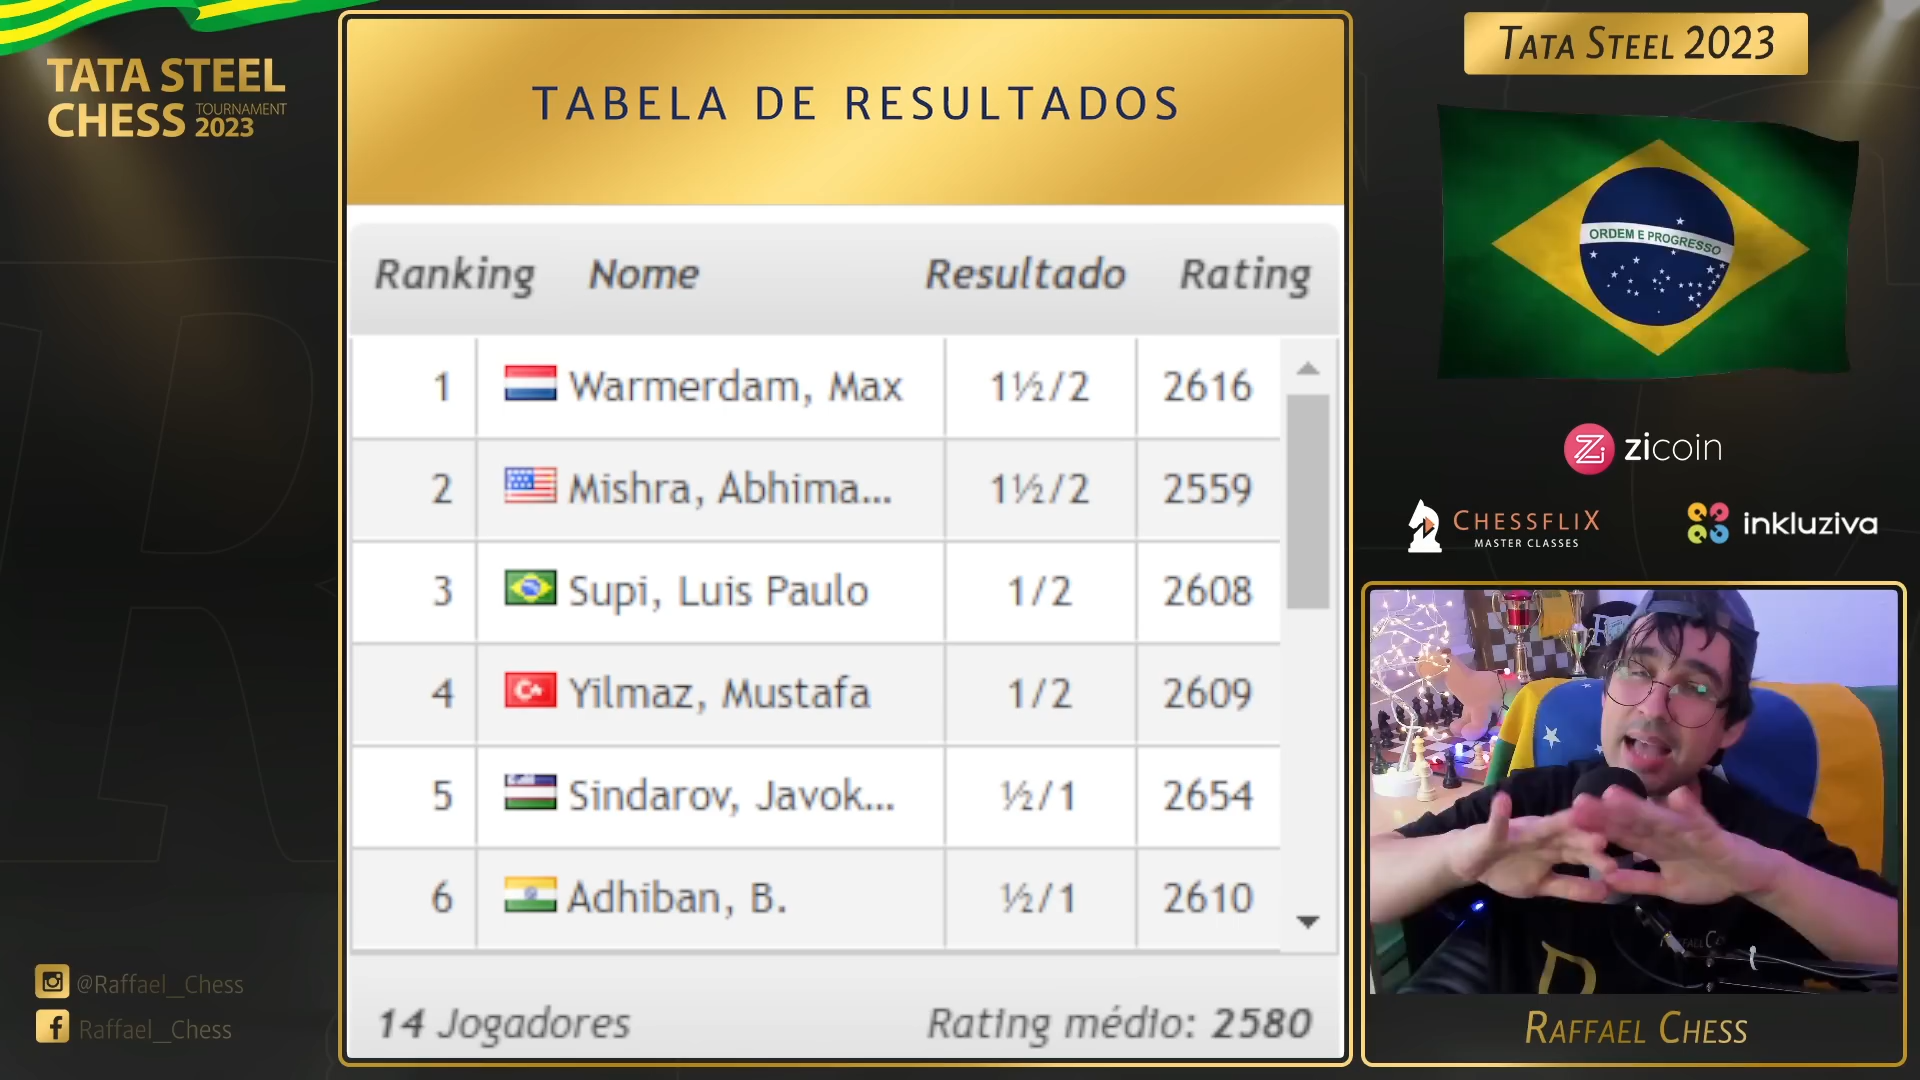 TATA STEEL
CHESS TOURNAMENT
2023
TABELA DE RESULTADOS
Ranking Nome Resultado Rating
1 Warmerdam, Max 1½/2 2616
2 Mishra, Abhima... 1½/2 2559
3 Supi, Luis Paulo 1/2 2608
4 Yilmaz, Mustafa 1/2 2609
5 Sindarov, Javok... ½/1 2654
6 Adhiban, B. ½/1 2610
14 Jogadores Rating médio: 2580
@Raffael__Chess
Raffael__Chess
TATA STEEL 2023
ORDEM E PROGRESSO
zicoin
CHESSFLIX
MASTER CLASSES
inkluziva
RAFFAEL CHESS